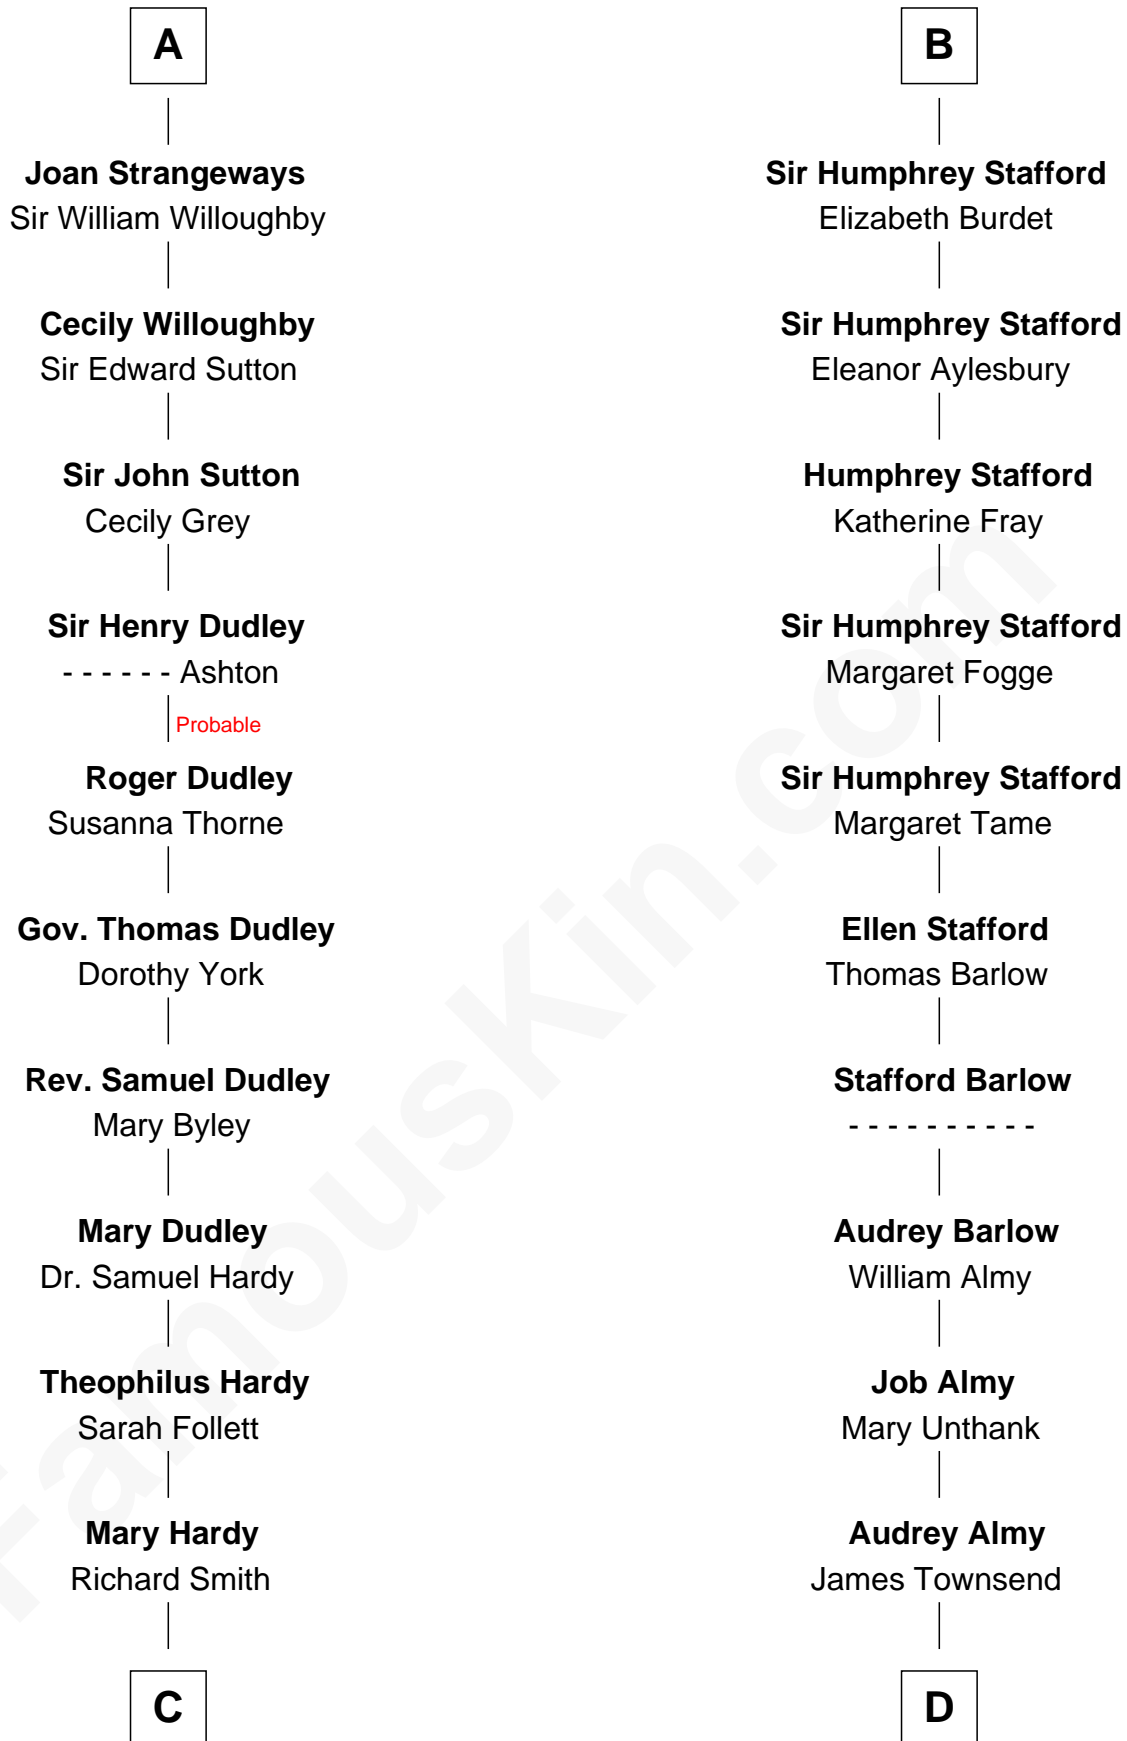 A
Joan Strangeways
Sir William Willoughby
Cecily Willoughby
Sir Edward Sutton
Sir John Sutton
Cecily Grey
Sir Henry Dudley
- - - - - - Ashton
Probable
Roger Dudley
Susanna Thorne
Gov. Thomas Dudley
Dorothy York
Rev. Samuel Dudley
Mary Byley
Mary Dudley
Dr. Samuel Hardy
Theophilus Hardy
Sarah Follett
Mary Hardy
Richard Smith
C
B
Sir Humphrey Stafford
Elizabeth Burdet
Sir Humphrey Stafford
Eleanor Aylesbury
Humphrey Stafford
Katherine Fray
Sir Humphrey Stafford
Margaret Fogge
Sir Humphrey Stafford
Margaret Tame
Ellen Stafford
Thomas Barlow
Stafford Barlow
- - - - - - - - - -
Audrey Barlow
William Almy
Job Almy
Mary Unthank
Audrey Almy
James Townsend
D
FamousKin.com